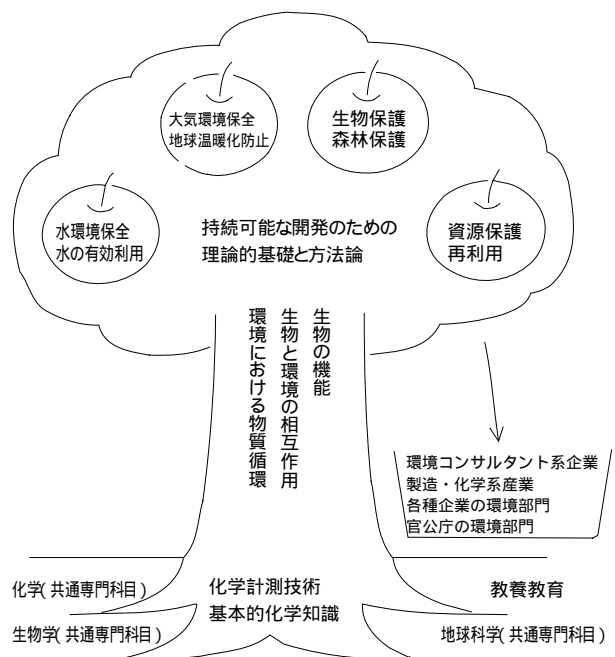 大気環境保全
地球温暖化防止
生物保護
森林保護
水環境保全
水の有効利用
持続可能な開発のための
理論的基礎と方法論
資源保護
再利用
生物の機能
生物と環境の相互作用
環境における物質循環
環境コンサルタント系企業
製造・化学系産業
各種企業の環境部門
官公庁の環境部門
化学(共通専門科目)
生物学(共通専門科目)
化学計測技術
基本的化学知識
教養教育
地球科学(共通専門科目)